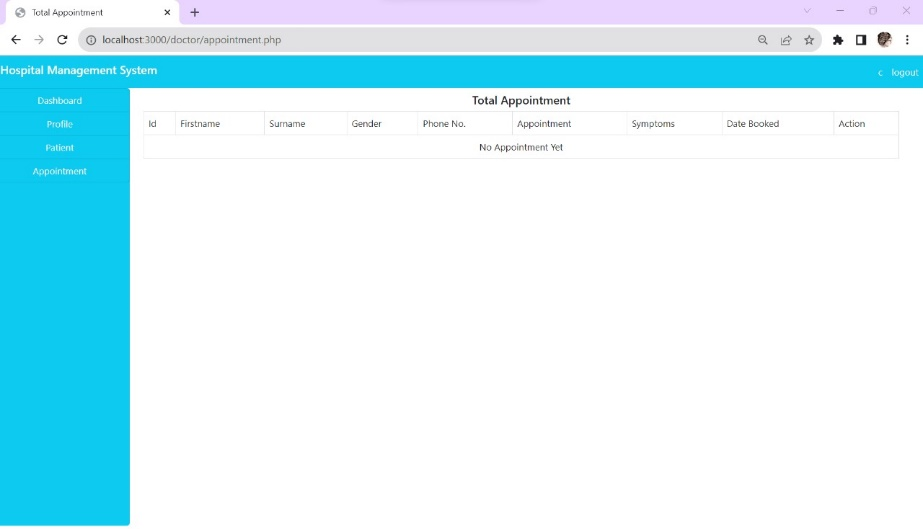 Total Appointment
localhost:3000/doctor/appointment.php
Hospital Management System
c logout
Dashboard
Profile
Patient
Appointment
Total Appointment
Id Firstname Surname Gender Phone No. Appointment Symptoms Date Booked Action
No Appointment Yet